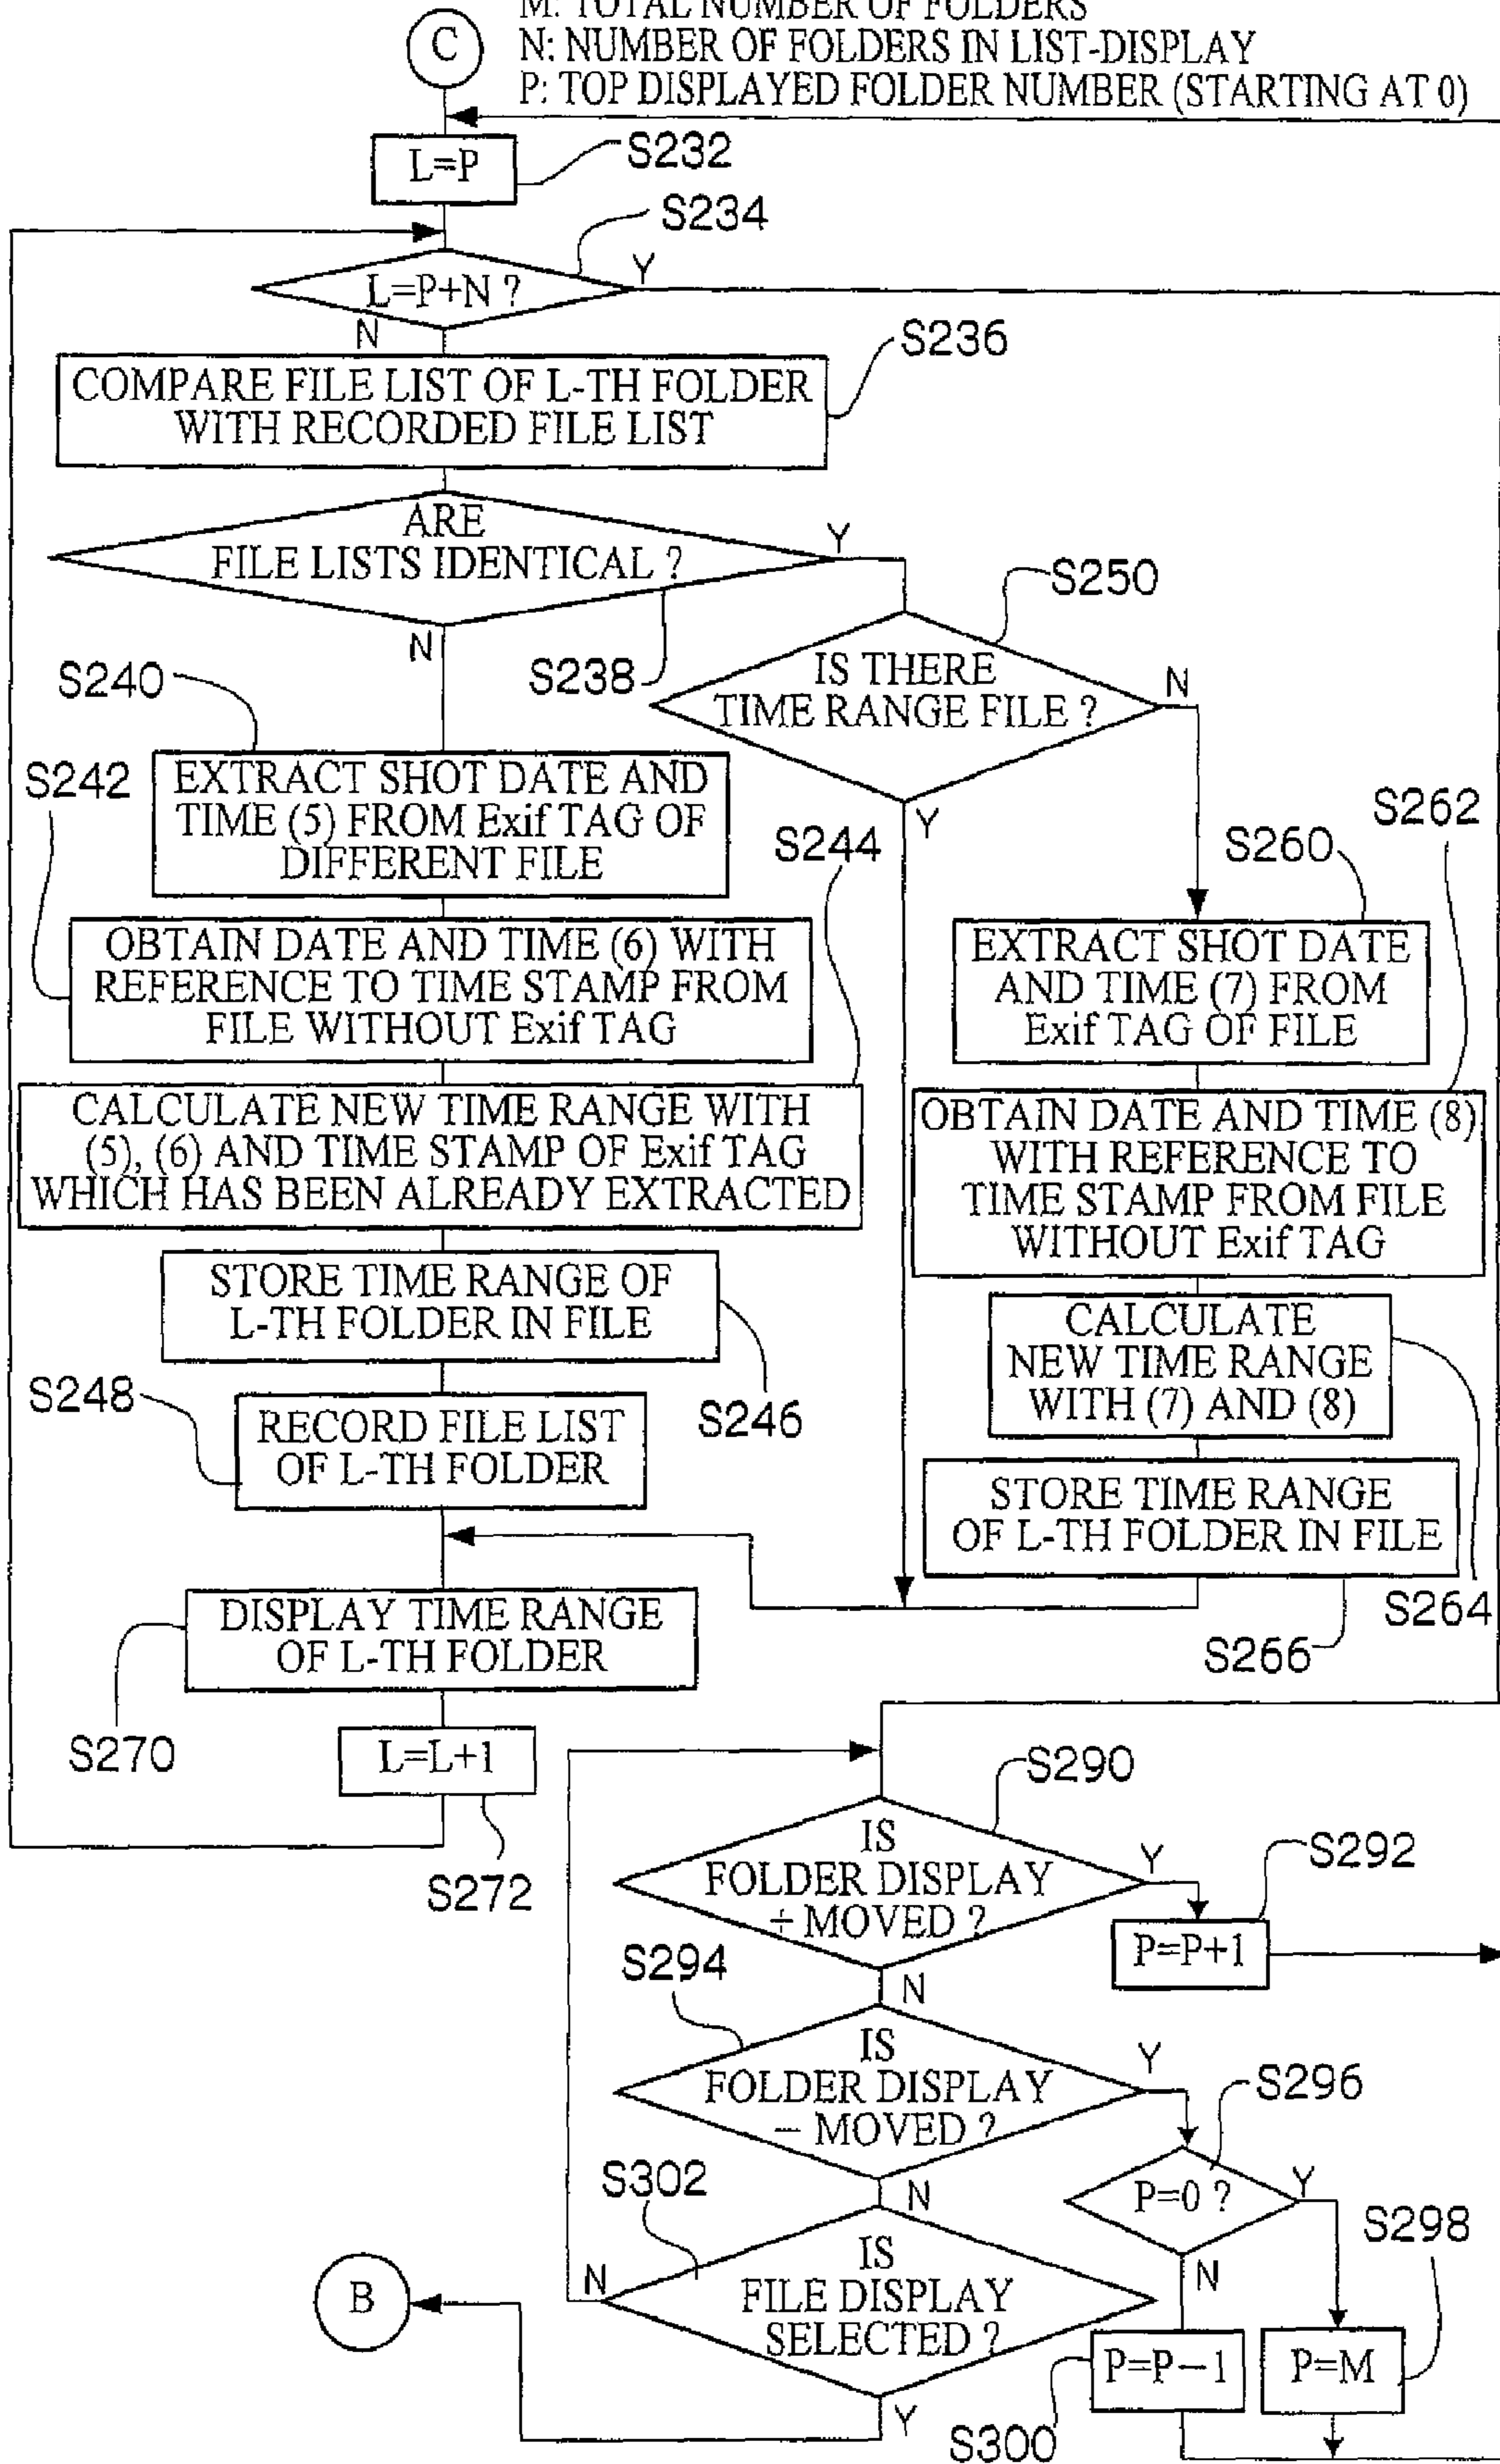 M: TOTAL NUMBER OF FOLDERS
C
N: NUMBER OF FOLDERS IN LIST-DISPLAY
P: TOP DISPLAYED FOLDER NUMBER (STARTING AT 0)
L=P
S232
S234
L=P+N ?
Y
N
S236
COMPARE FILE LIST OF L-TH FOLDER
WITH RECORDED FILE LIST
ARE
FILE LISTS IDENTICAL ?
Y
N
S238
S250
IS THERE
TIME RANGE FILE ?
N
Y
S240
EXTRACT SHOT DATE AND
TIME (5) FROM Exif TAG OF
DIFFERENT FILE
S242
OBTAIN DATE AND TIME (6) WITH
REFERENCE TO TIME STAMP FROM
FILE WITHOUT Exif TAG
S244
CALCULATE NEW TIME RANGE WITH
(5), (6) AND TIME STAMP OF Exif TAG
WHICH HAS BEEN ALREADY EXTRACTED
STORE TIME RANGE OF
L-TH FOLDER IN FILE
S246
S248
RECORD FILE LIST
OF L-TH FOLDER
S260
EXTRACT SHOT DATE
AND TIME (7) FROM
Exif TAG OF FILE
S262
OBTAIN DATE AND TIME (8)
WITH REFERENCE TO
TIME STAMP FROM FILE
WITHOUT Exif TAG
CALCULATE
NEW TIME RANGE
WITH (7) AND (8)
S264
STORE TIME RANGE
OF L-TH FOLDER IN FILE
S266
DISPLAY TIME RANGE
OF L-TH FOLDER
S270
L=L+1
S272
S290
IS
FOLDER DISPLAY
+ MOVED ?
Y
S292
P=P+1
N
S294
IS
FOLDER DISPLAY
− MOVED ?
Y
S296
P=0 ?
Y
S298
N
P=M
P=P−1
S300
N
S302
IS
FILE DISPLAY
SELECTED ?
N
Y
B